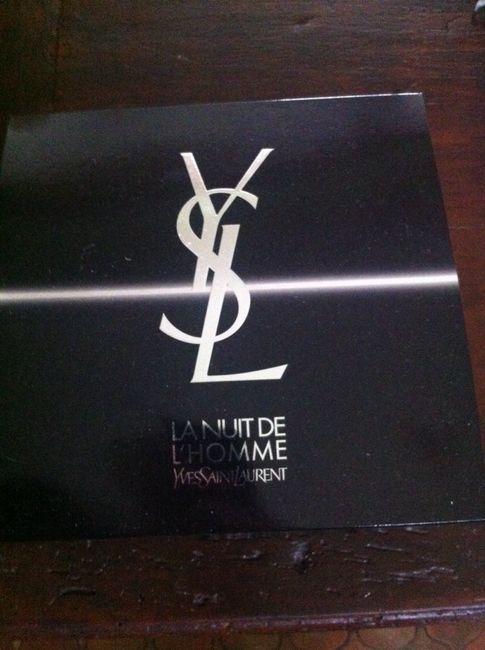 YSL
LA NUIT DE
L'HOMME
YVESSAINTLAURENT